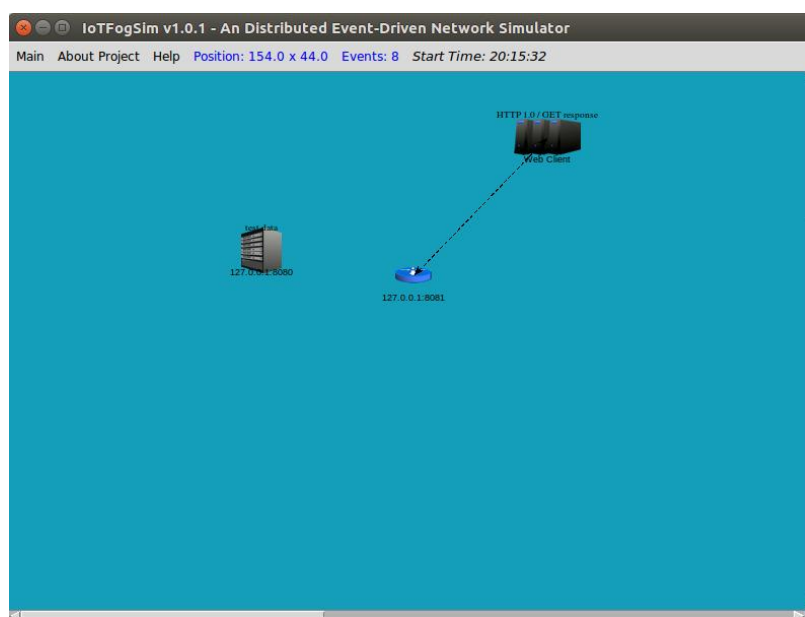 IoTFogSim v1.0.1 - An Distributed Event-Driven Network Simulator
Main About Project Help Position: 154.0 x 44.0 Events: 8 Start Time: 20:15:32
HTTP 1.0 / GET response
Web Client
test-data
127.0.0.1:8080
127.0.0.1:8081